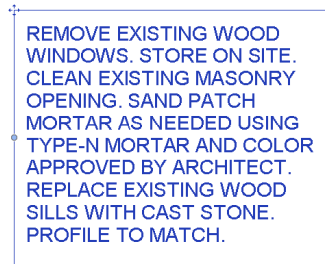 REMOVE EXISTING WOOD
WINDOWS. STORE ON SITE.
CLEAN EXISTING MASONRY
OPENING. SAND PATCH
MORTAR AS NEEDED USING
TYPE-N MORTAR AND COLOR
APPROVED BY ARCHITECT.
REPLACE EXISTING WOOD
SILLS WITH CAST STONE.
PROFILE TO MATCH.